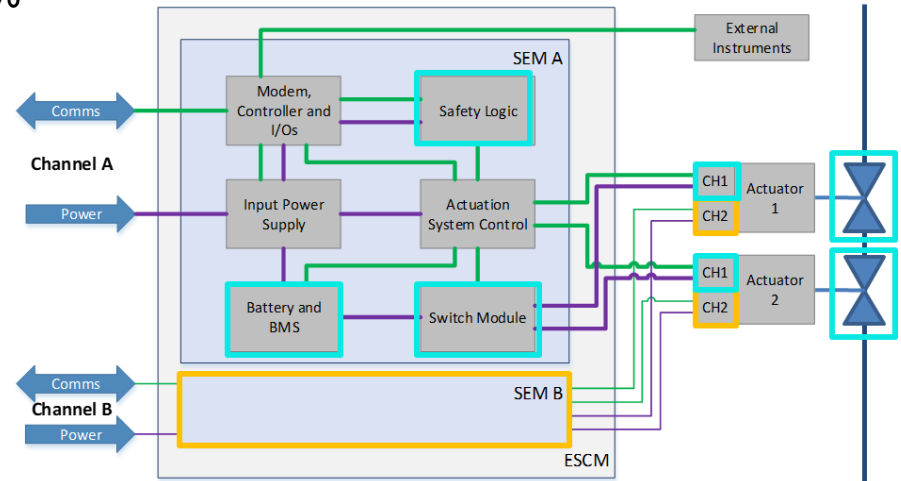 External
Instruments
SEM A
Modem,
Controller and
I/Os
Safety Logic
Comms
Channel A
Power
Input Power
Supply
Actuation
System Control
CH1
CH2
Actuator
1
Battery and
BMS
Switch Module
CH1
CH2
Actuator
2
Comms
Channel B
Power
SEM B
ESCM